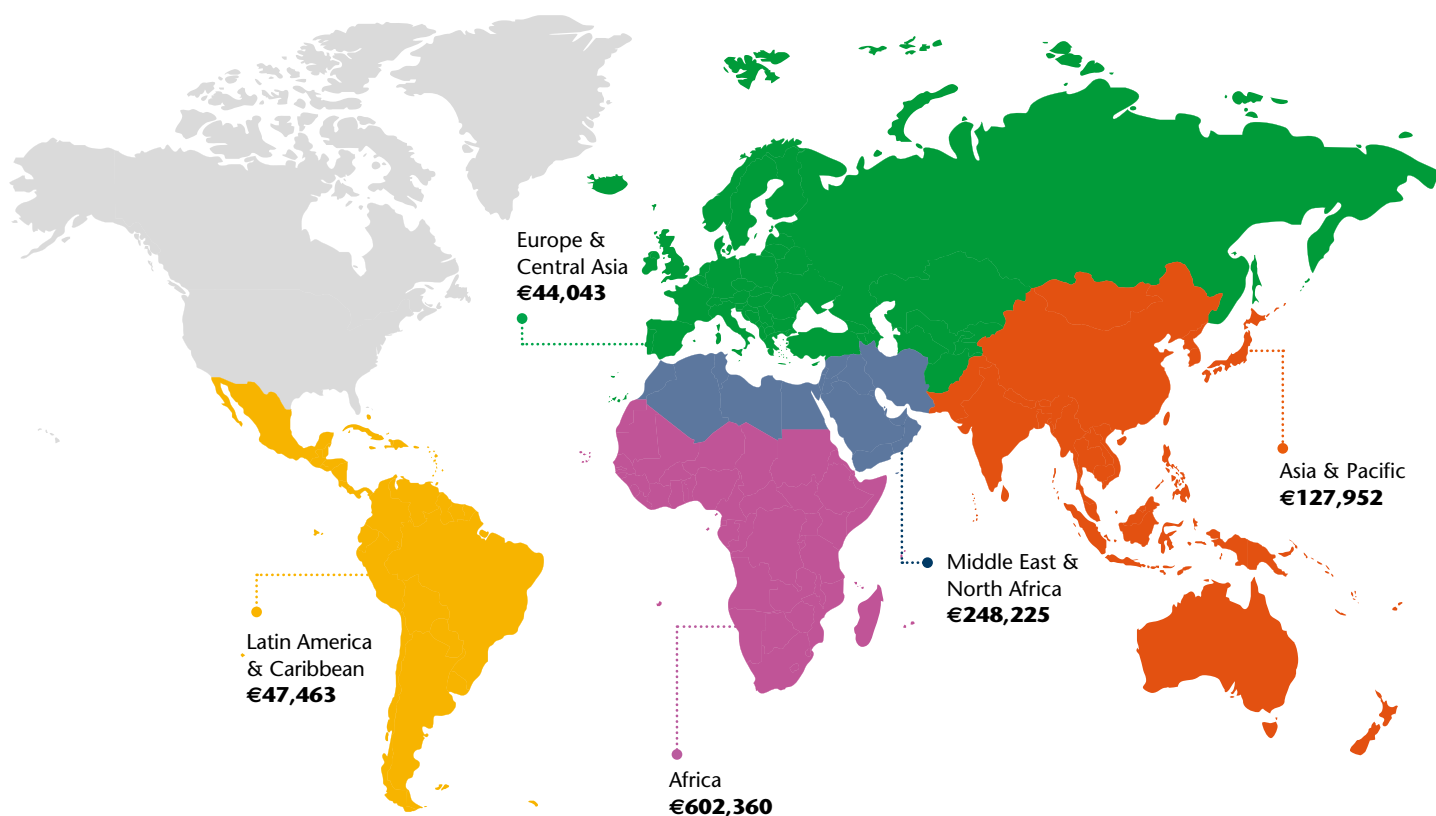 Europe &
Central Asia
€44,043
Asia & Pacific
€127,952
Middle East &
North Africa
€248,225
Latin America
& Caribbean
€47,463
Africa
€602,360